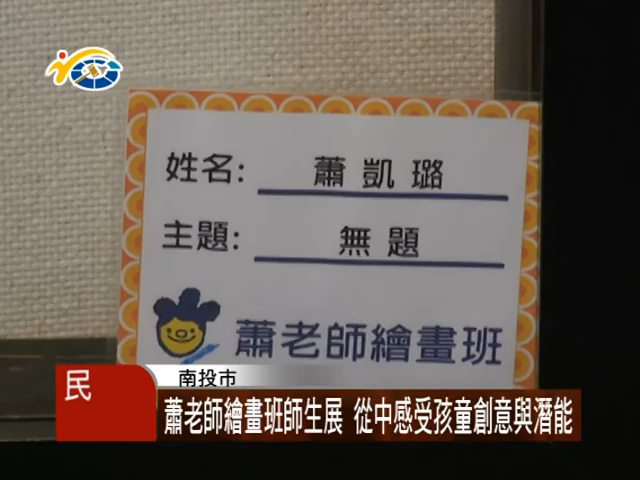 姓名: 蕭凱璐
主題: 無題
蕭老師繪畫班
民
南投市
蕭老師繪畫班師生展 從中感受孩童創意與潛能